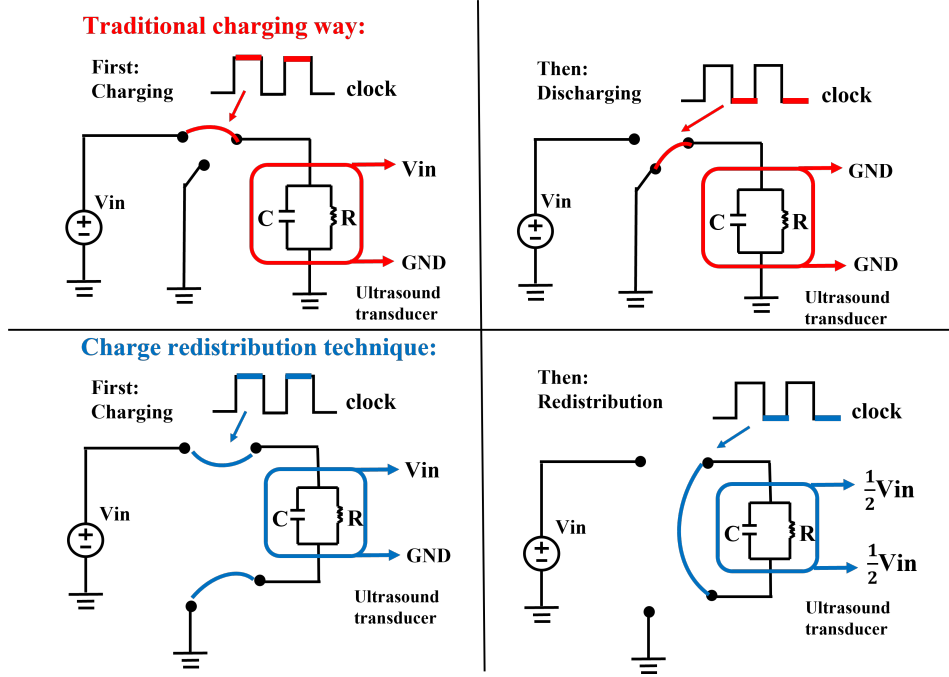 Traditional charging way:
First:
Charging
clock
Vin
Vin
+
−
C
R
GND
Ultrasound
transducer
Then:
Discharging
clock
GND
Vin
+
−
C
R
GND
Ultrasound
transducer
Charge redistribution technique:
First:
Charging
clock
Vin
Vin
+
−
C
R
GND
Ultrasound
transducer
Then:
Redistribution
clock
½Vin
Vin
+
−
C
R
½Vin
Ultrasound
transducer